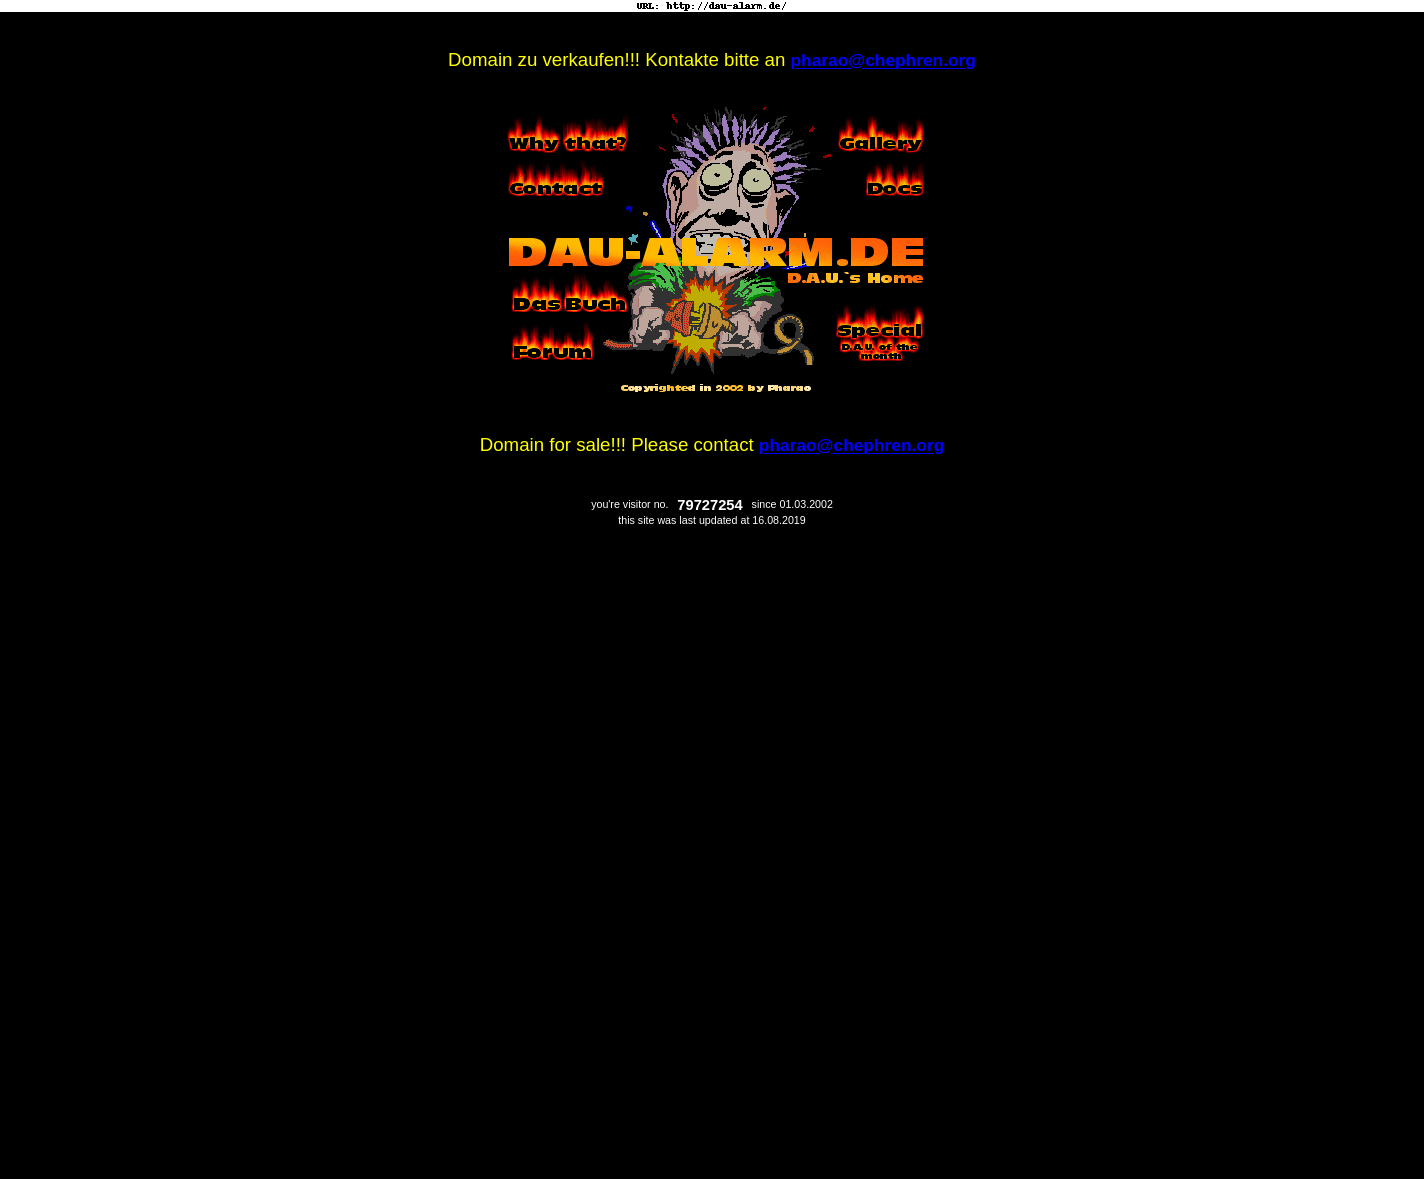 URL: http://dau-alarm.de/
Domain zu verkaufen!!! Kontakte bitte an pharao@chephren.org
Why that?
Gallery
Contact
Docs
DAU-ALARM.DE
D.A.U.`s Home
Das Buch
Special
D.A.U. of the
month
Forum
Copyrighted in 2002 by Pharao
Domain for sale!!! Please contact pharao@chephren.org
you're visitor no. 79727254 since 01.03.2002
this site was last updated at 16.08.2019